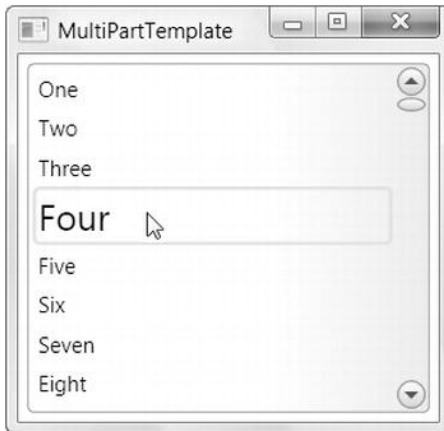 MultiPartTemplate
One
Two
Three
Four
Five
Six
Seven
Eight